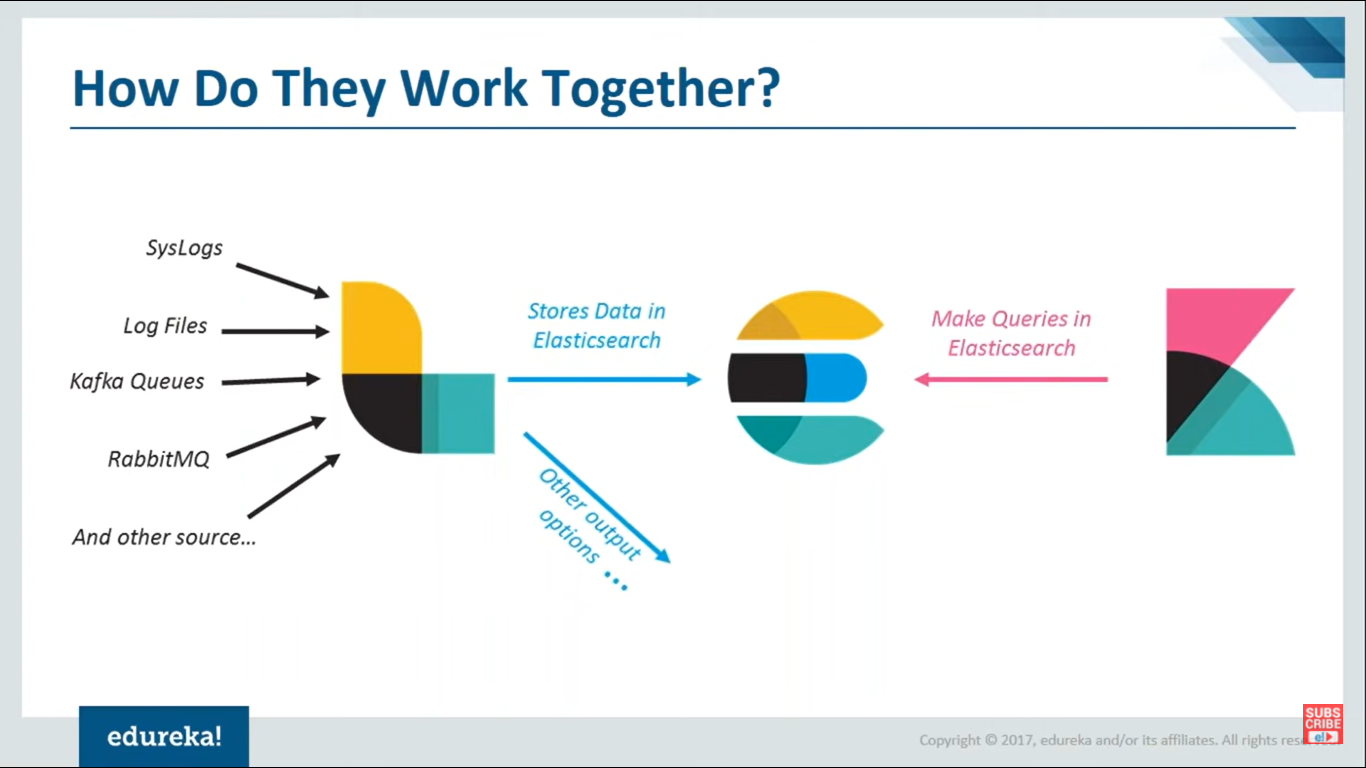 How Do They Work Together?
SysLogs
Log Files
Kafka Queues
RabbitMQ
And other source...
Stores Data in
Elasticsearch
Other output
options ...
Make Queries in
Elasticsearch
edureka!
Copyright © 2017, edureka and/or its affiliates. All rights
SUBS
CRIBE
e!